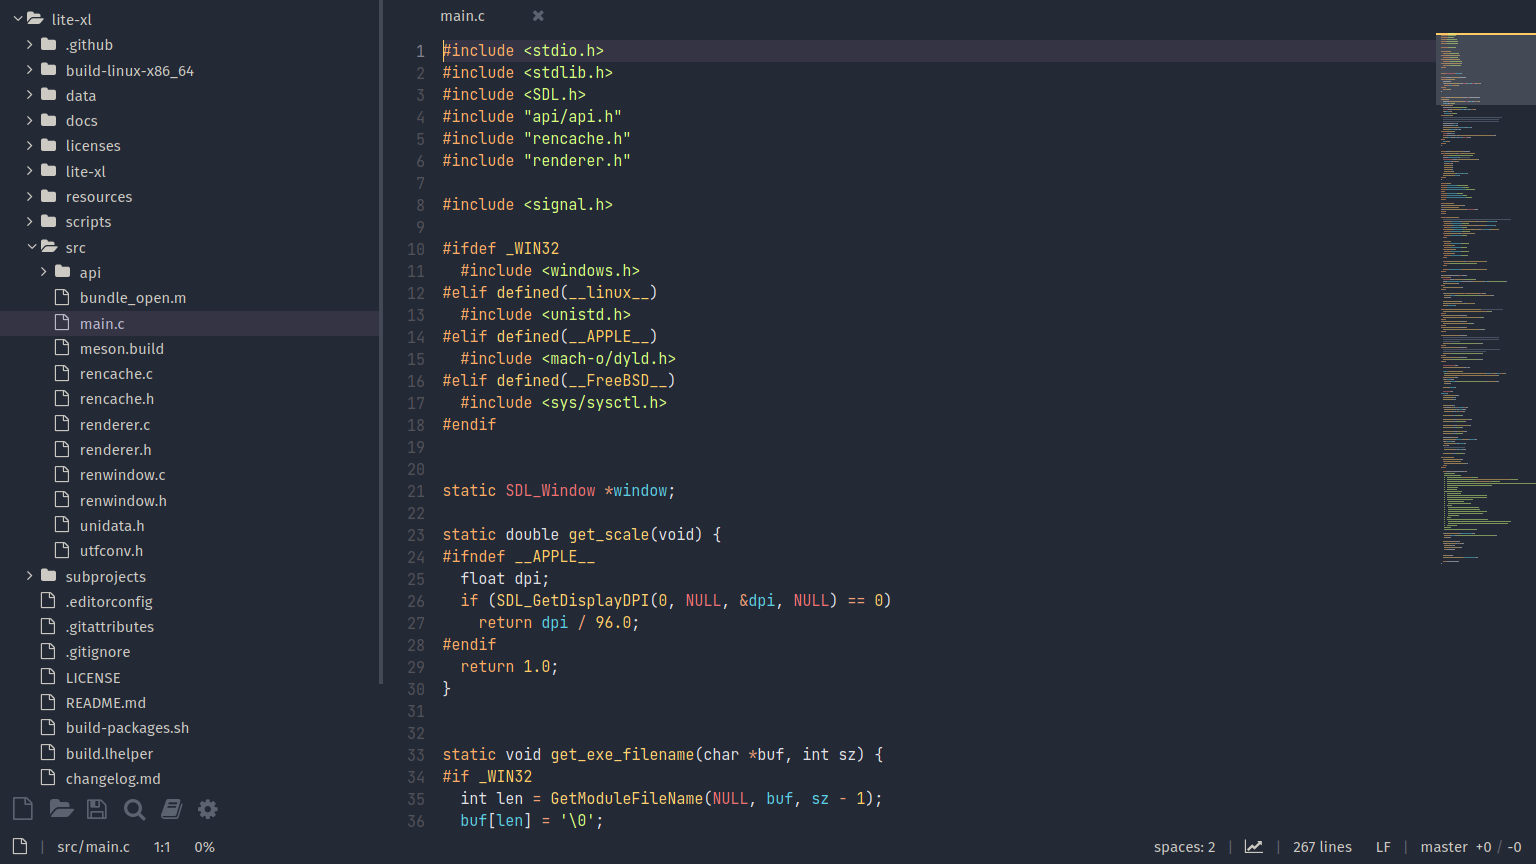 lite-xl
.github
build-linux-x86_64
data
docs
licenses
lite-xl
resources
scripts
src
api
bundle_open.m
main.c
meson.build
rencache.c
rencache.h
renderer.c
renderer.h
renwindow.c
renwindow.h
unidata.h
utfconv.h
subprojects
.editorconfig
.gitattributes
.gitignore
LICENSE
README.md
build-packages.sh
build.lhelper
changelog.md
main.c
1 #include <stdio.h>
2 #include <stdlib.h>
3 #include <SDL.h>
4 #include "api/api.h"
5 #include "rencache.h"
6 #include "renderer.h"
7
8 #include <signal.h>
9
10 #ifdef _WIN32
11   #include <windows.h>
12 #elif defined(__linux__)
13   #include <unistd.h>
14 #elif defined(__APPLE__)
15   #include <mach-o/dyld.h>
16 #elif defined(__FreeBSD__)
17   #include <sys/sysctl.h>
18 #endif
19
20
21 static SDL_Window *window;
22
23 static double get_scale(void) {
24 #ifndef __APPLE__
25   float dpi;
26   if (SDL_GetDisplayDPI(0, NULL, &dpi, NULL) == 0)
27     return dpi / 96.0;
28 #endif
29   return 1.0;
30 }
31
32
33 static void get_exe_filename(char *buf, int sz) {
34 #if _WIN32
35   int len = GetModuleFileName(NULL, buf, sz - 1);
36   buf[len] = '\0';
src/main.c 1:1 0% spaces: 2 | 267 lines LF | master +0 / -0